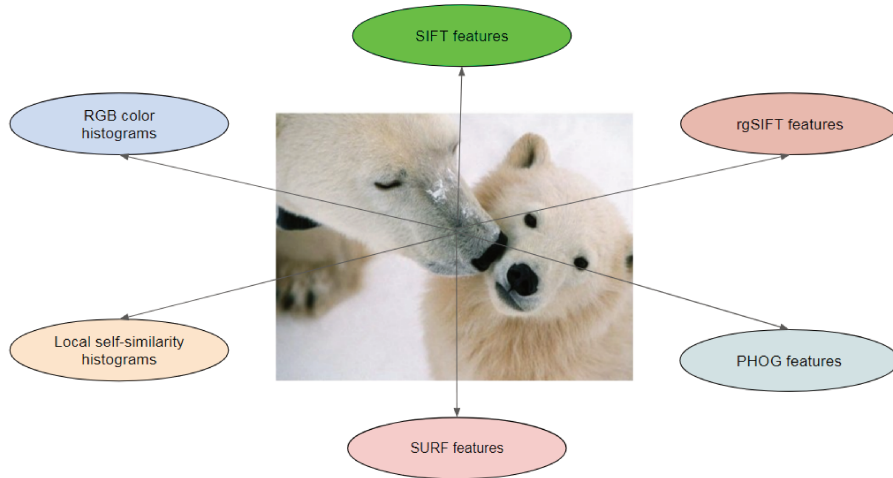 SIFT features
RGB color
histograms
rgSIFT features
Local self-similarity
histograms
PHOG features
SURF features